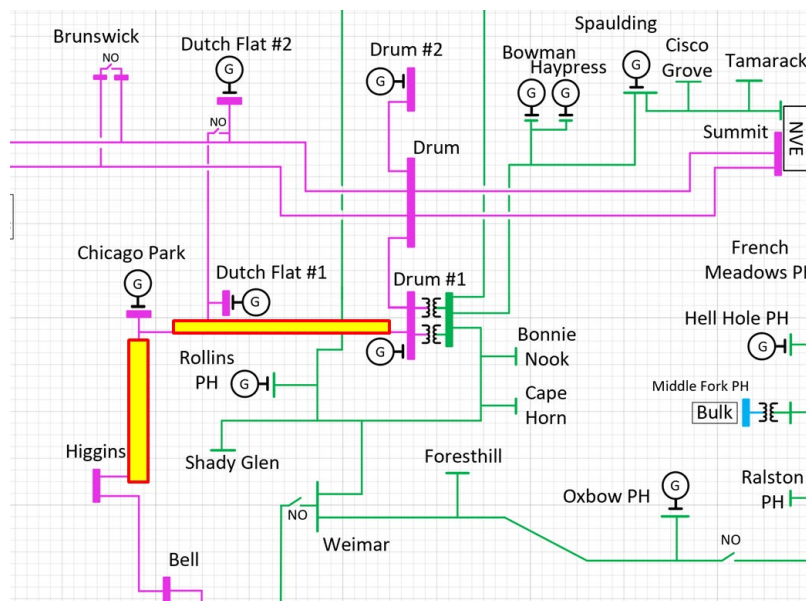 Spaulding
Brunswick
Dutch Flat #2
Drum #2
Bowman
Haypress
Cisco
Grove
Tamarack
NO
G
G
G
G
G
NO
Drum
Summit
NVE
Chicago Park
G
Dutch Flat #1
G
Drum #1
French
Meadows PH
Hell Hole PH
G
G
Bonnie
Nook
Rollins
PH
G
Middle Fork PH
Bulk
Cape
Horn
Higgins
Shady Glen
Foresthill
Oxbow PH
G
Ralston
PH
NO
Weimar
NO
Bell